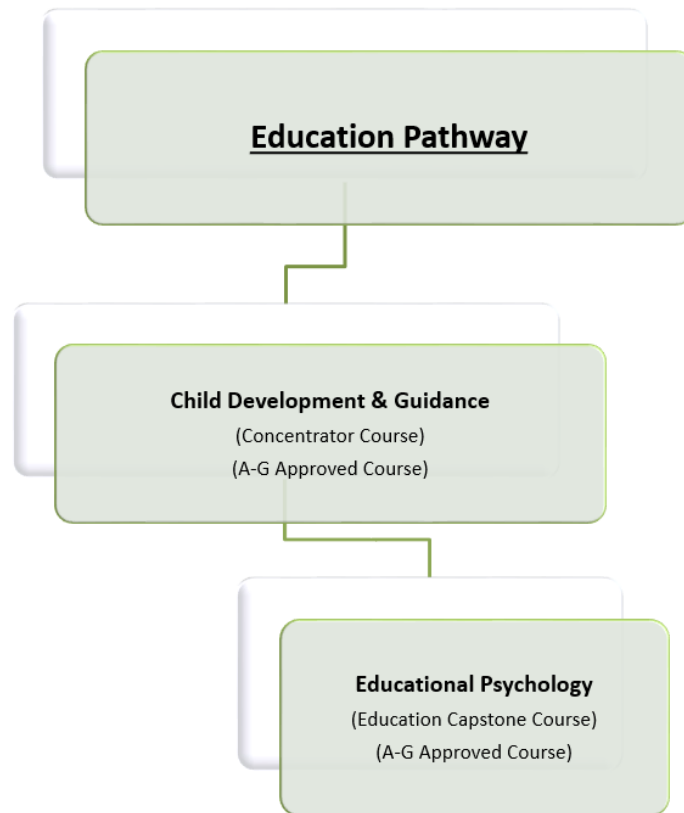 Education Pathway
Child Development & Guidance
(Concentrator Course)
(A-G Approved Course)
Educational Psychology
(Education Capstone Course)
(A-G Approved Course)